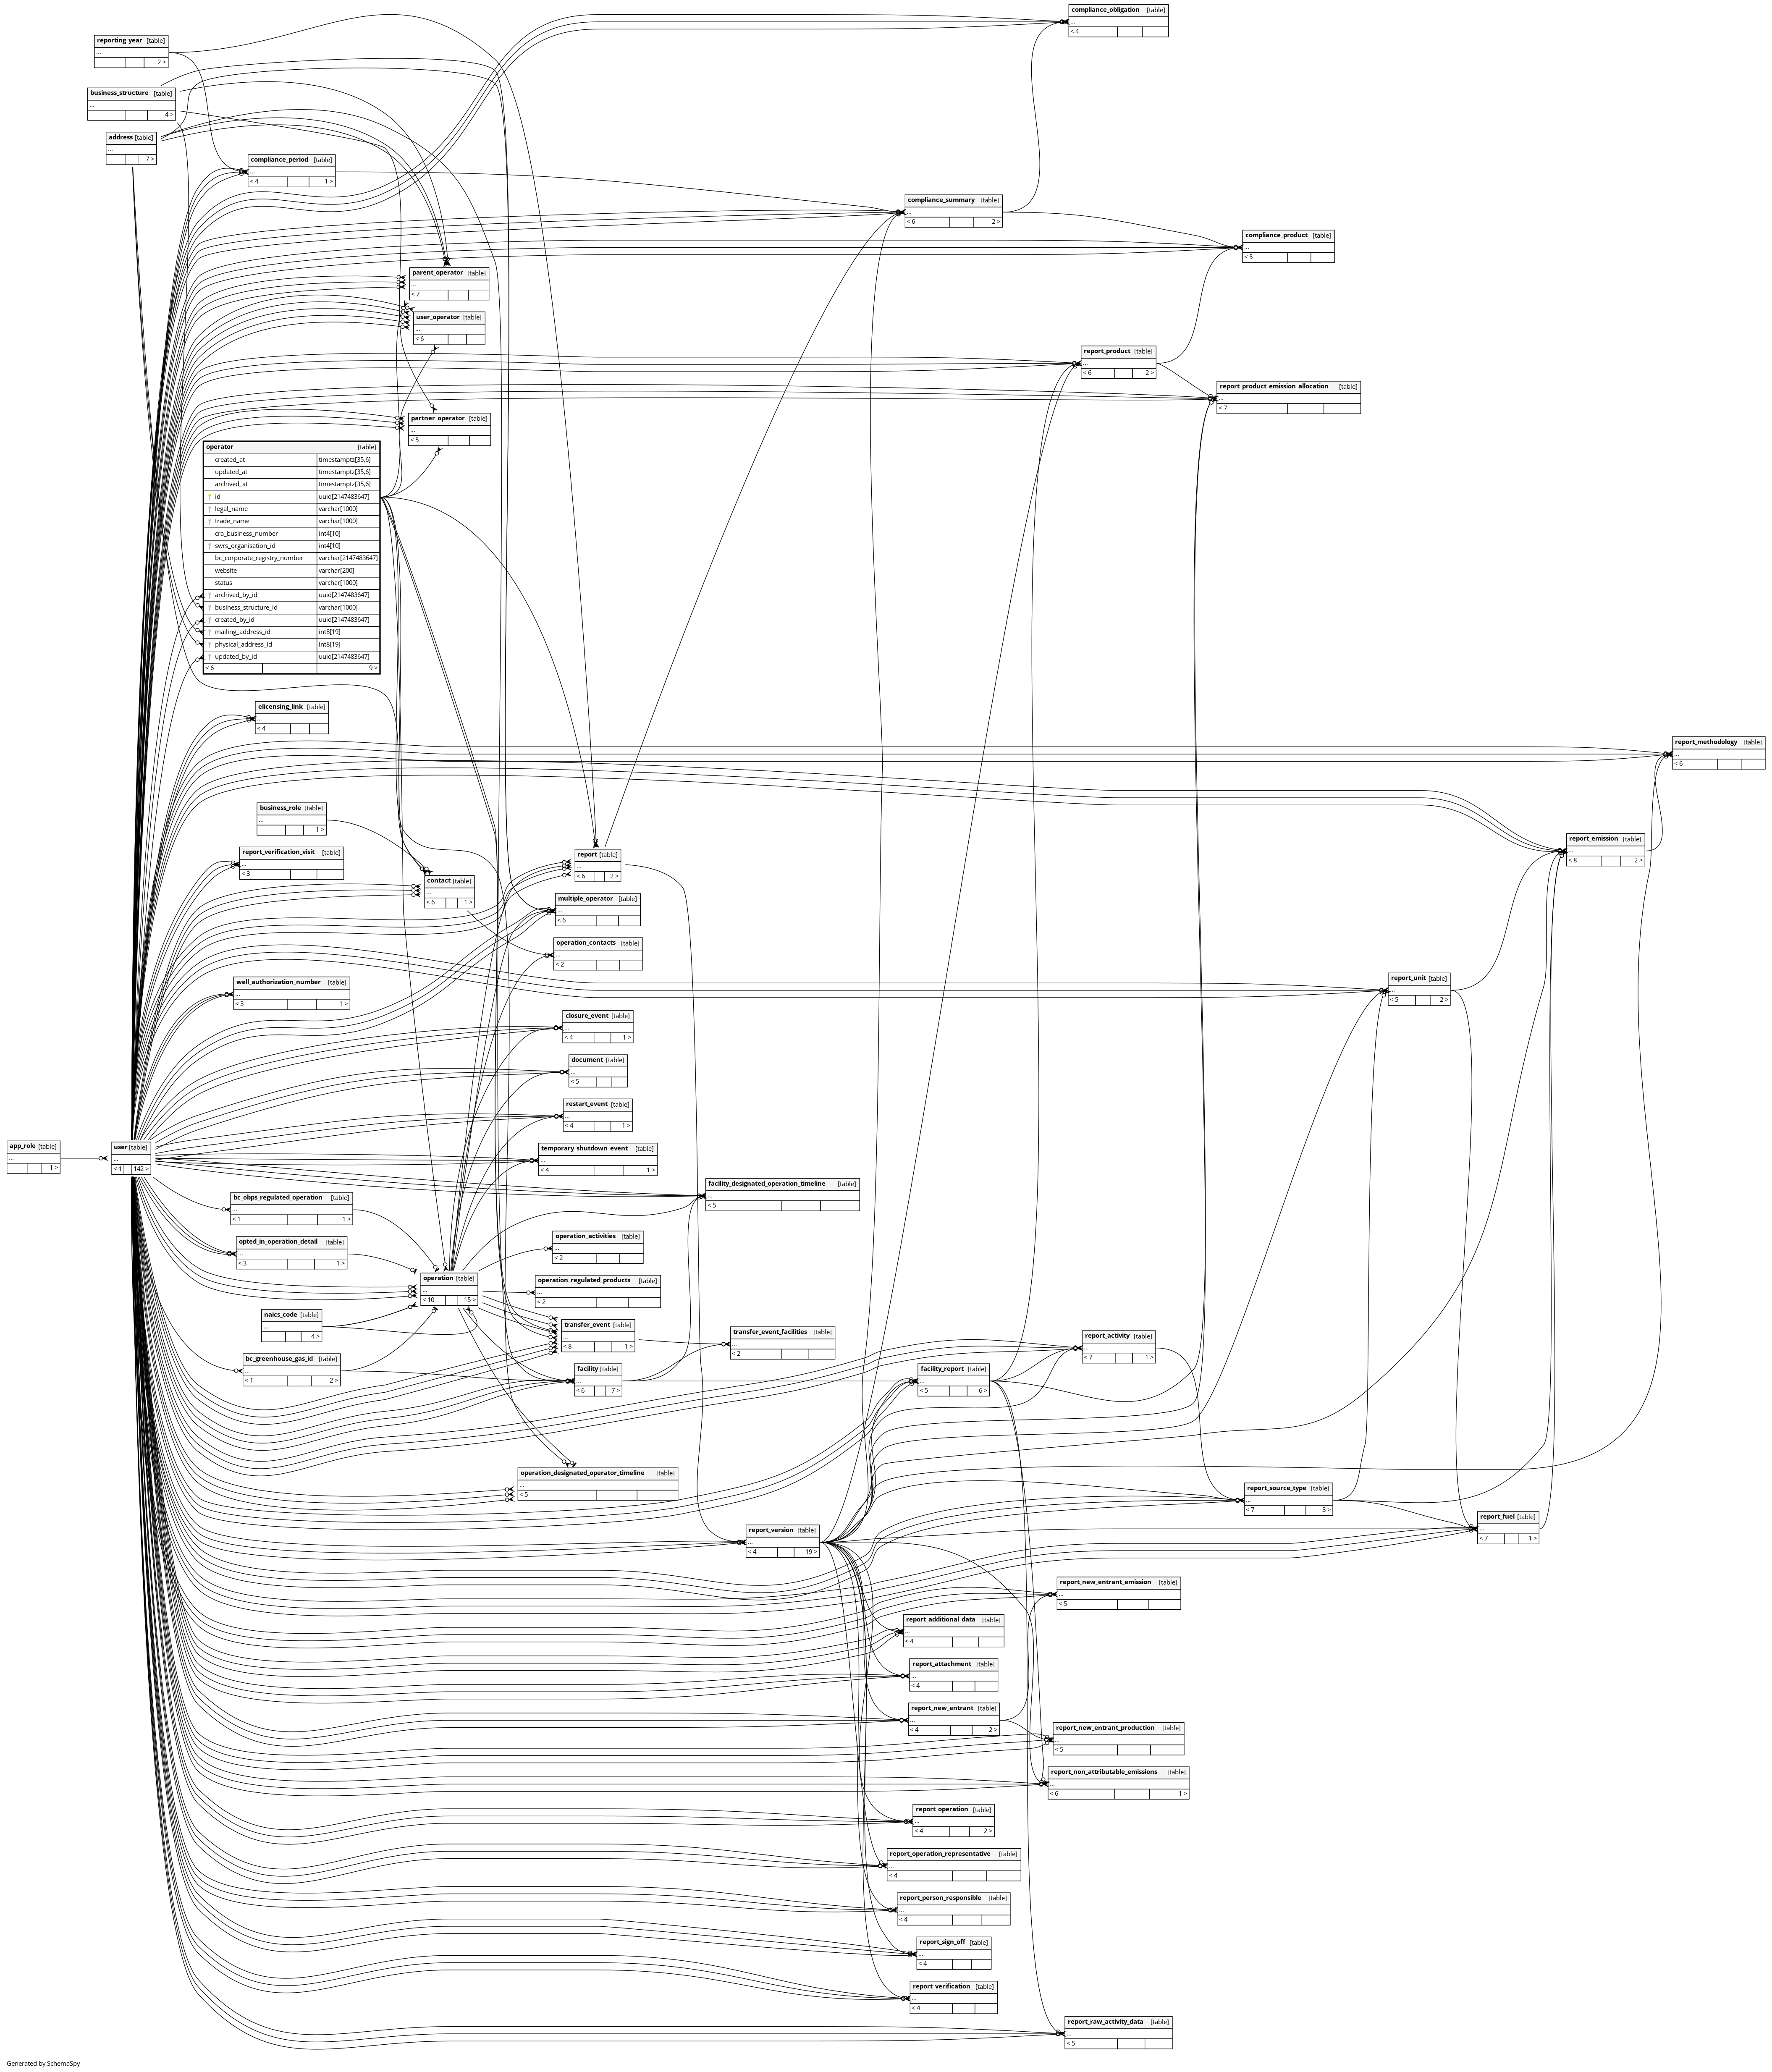 compliance_obligation [table]
...
< 4
reporting_year [table]
...
2 >
business_structure [table]
...
4 >
address [table]
...
7 >
compliance_period [table]
...
< 4 1 >
compliance_summary [table]
...
< 6 2 >
compliance_product [table]
...
< 5
parent_operator [table]
...
< 7
user_operator [table]
...
< 6
report_product [table]
...
< 6 2 >
report_product_emission_allocation [table]
...
< 7
partner_operator [table]
...
< 5
operator [table]
created_at timestamptz[35,6]
updated_at timestamptz[35,6]
archived_at timestamptz[35,6]
id uuid[2147483647]
legal_name varchar[1000]
trade_name varchar[1000]
cra_business_number int4[10]
swrs_organisation_id int4[10]
bc_corporate_registry_number varchar[2147483647]
website varchar[200]
status varchar[1000]
archived_by_id uuid[2147483647]
business_structure_id varchar[1000]
created_by_id uuid[2147483647]
mailing_address_id int8[19]
physical_address_id int8[19]
updated_by_id uuid[2147483647]
< 6 9 >
elicensing_link [table]
...
< 4
report_methodology [table]
...
< 6
business_role [table]
...
1 >
report_emission [table]
...
< 8 2 >
report_verification_visit [table]
...
< 3
report [table]
...
< 6 2 >
contact [table]
...
< 6 1 >
multiple_operator [table]
...
< 6
operation_contacts [table]
...
< 2
well_authorization_number [table]
...
< 3 1 >
report_unit [table]
...
< 5 2 >
closure_event [table]
...
< 4 1 >
document [table]
...
< 5
restart_event [table]
...
< 4 1 >
app_role [table]
...
1 >
user [table]
...
< 1 142 >
temporary_shutdown_event [table]
...
< 4 1 >
facility_designated_operation_timeline [table]
...
< 5
bc_obps_regulated_operation [table]
...
< 1 1 >
opted_in_operation_detail [table]
...
< 3 1 >
operation_activities [table]
...
< 2
operation [table]
...
< 10 15 >
operation_regulated_products [table]
...
< 2
naics_code [table]
...
4 >
transfer_event [table]
...
< 8 1 >
transfer_event_facilities [table]
...
< 2
report_activity [table]
...
< 7 1 >
bc_greenhouse_gas_id [table]
...
< 1 2 >
facility [table]
...
< 6 7 >
facility_report [table]
...
< 5 6 >
operation_designated_operator_timeline [table]
...
< 5
report_source_type [table]
...
< 7 3 >
report_fuel [table]
...
< 7 1 >
report_version [table]
...
< 4 19 >
report_new_entrant_emission [table]
...
< 5
report_additional_data [table]
...
< 4
report_attachment [table]
...
< 4
report_new_entrant [table]
...
< 4 2 >
report_new_entrant_production [table]
...
< 5
report_non_attributable_emissions [table]
...
< 6 1 >
report_operation [table]
...
< 4 2 >
report_operation_representative [table]
...
< 4
report_person_responsible [table]
...
< 4
report_sign_off [table]
...
< 4
report_verification [table]
...
< 4
report_raw_activity_data [table]
...
< 5
Generated by SchemaSpy